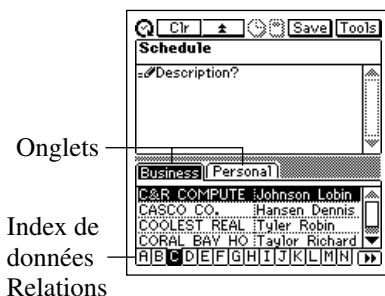 Clr Save Tools
Schedule
Description?
Onglets
Business Personal
C&R COMPUTE Johnson Lobin
CASCO CO. Hansen Dennis
COOLEST REAL Tyler Robin
CORAL BAY HO Taylor Richard
A B C D E F G H I J K L M N
Index de
données
Relations